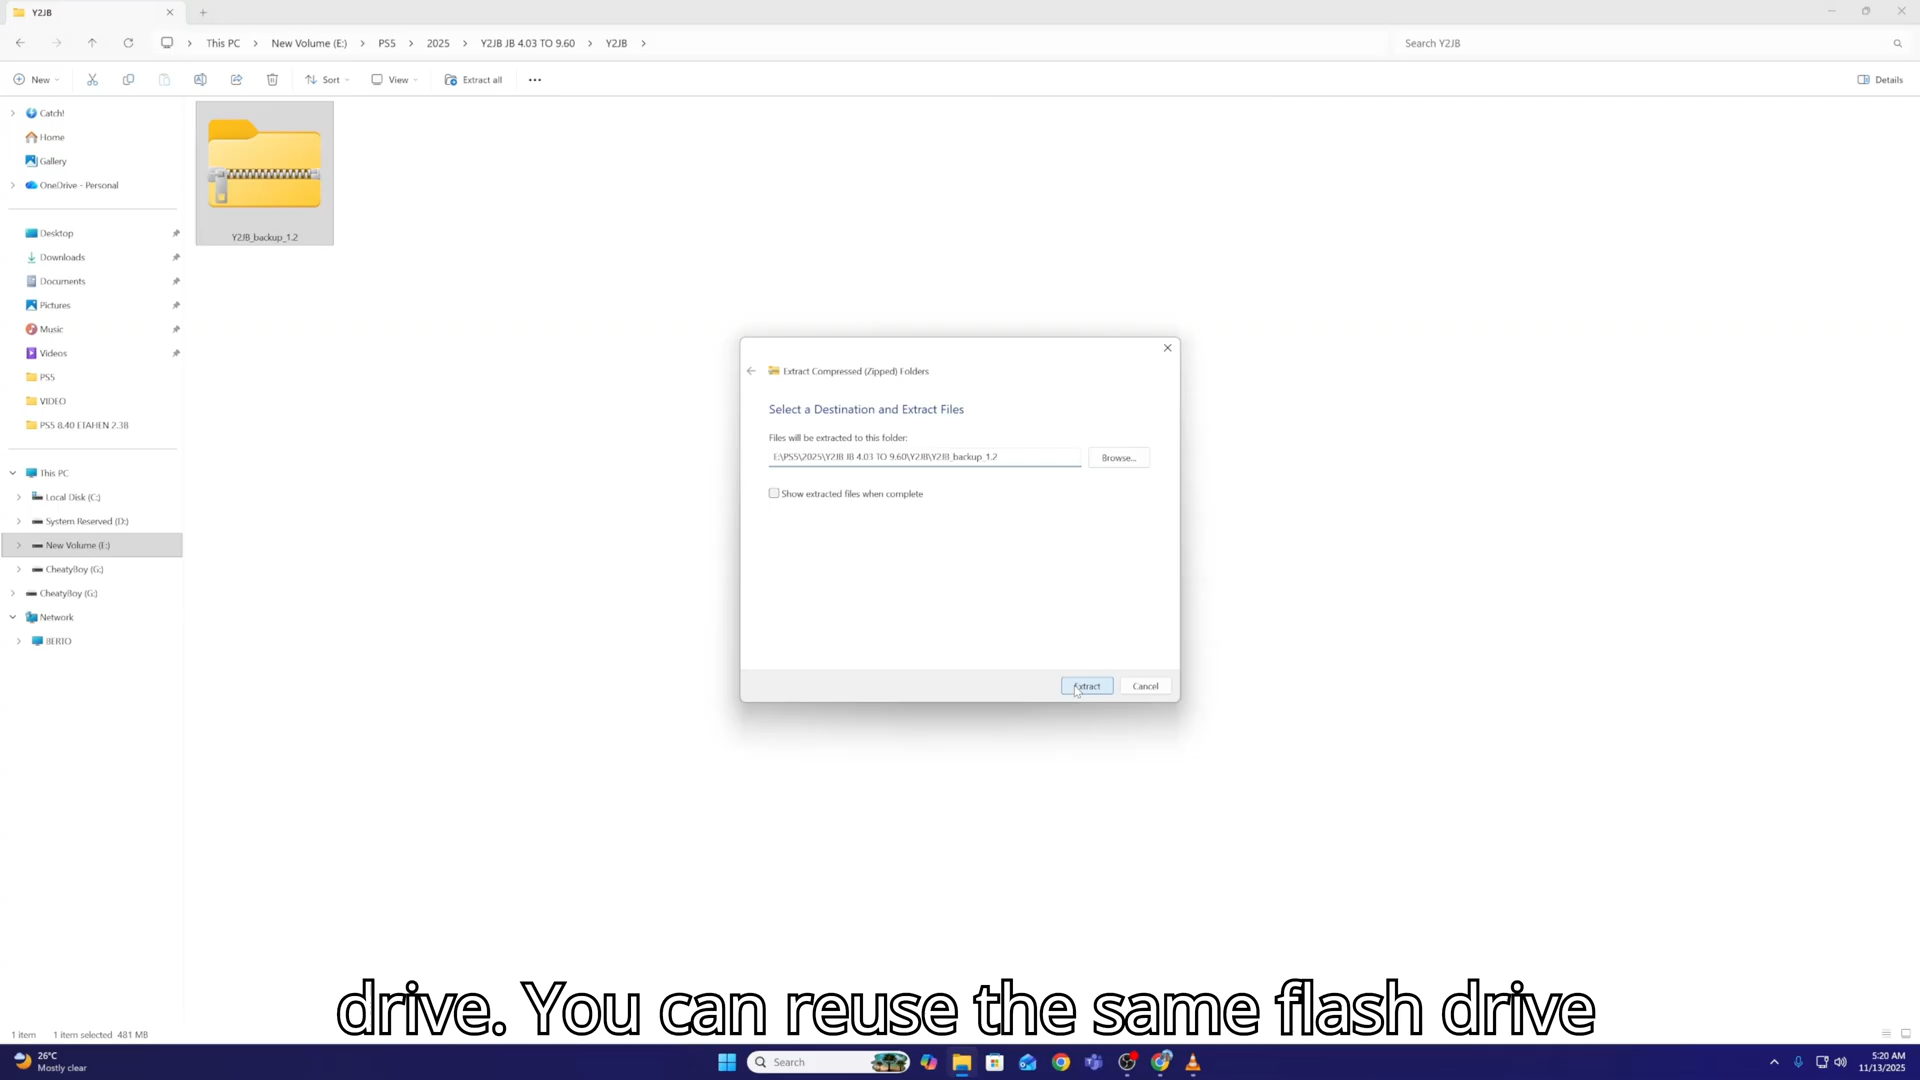 Y2JB
This PC > New Volume (E:) > PS5 > 2025 > Y2JB JB 4.03 TO 9.60 > Y2JB >
Search Y2JB
New
Sort
View
Extract all
Details
Catch!
Home
Gallery
OneDrive - Personal
Desktop
Downloads
Documents
Pictures
Music
Videos
PS5
VIDEO
PS5 8.40 ETAHEN 2.3B
This PC
Local Disk (C:)
System Reserved (D:)
New Volume (E:)
CheatyBoy (G:)
CheatyBoy (G:)
Network
BERTO
Y2JB_backup_1.2
Extract Compressed (Zipped) Folders
Select a Destination and Extract Files
Files will be extracted to this folder:
E:\PS5\2025\Y2JB JB 4.03 TO 9.60\Y2JB\Y2JB_backup_1.2
Browse...
Show extracted files when complete
Extract
Cancel
drive. You can reuse the same flash drive
1 item
1 item selected 481 MB
26°C
Mostly clear
Search
5:20 AM
11/13/2025